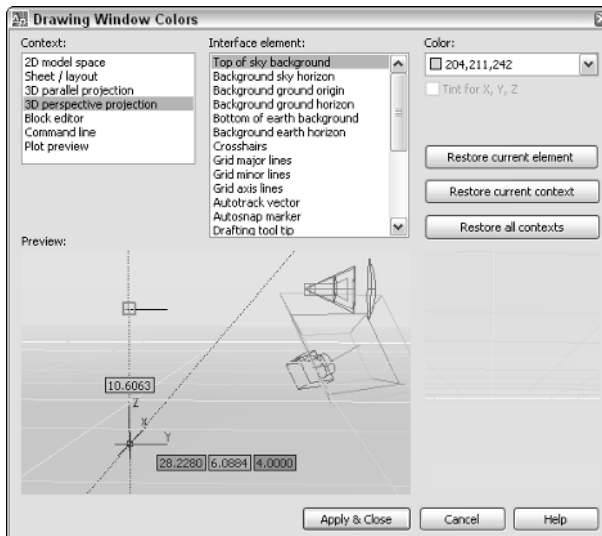 Drawing Window Colors
Context:
2D model space
Sheet / layout
3D parallel projection
3D perspective projection
Block editor
Command line
Plot preview
Interface element:
Top of sky background
Background sky horizon
Background ground origin
Background ground horizon
Bottom of earth background
Background earth horizon
Crosshairs
Grid major lines
Grid minor lines
Grid axis lines
Autotrack vector
Autosnap marker
Drafting tool tip
Color:
204,211,242
Tint for X, Y, Z
Restore current element
Restore current context
Restore all contexts
Preview:
10.6063
Z
X
Y
28.2280 6.0884 4.0000
Apply & Close
Cancel
Help